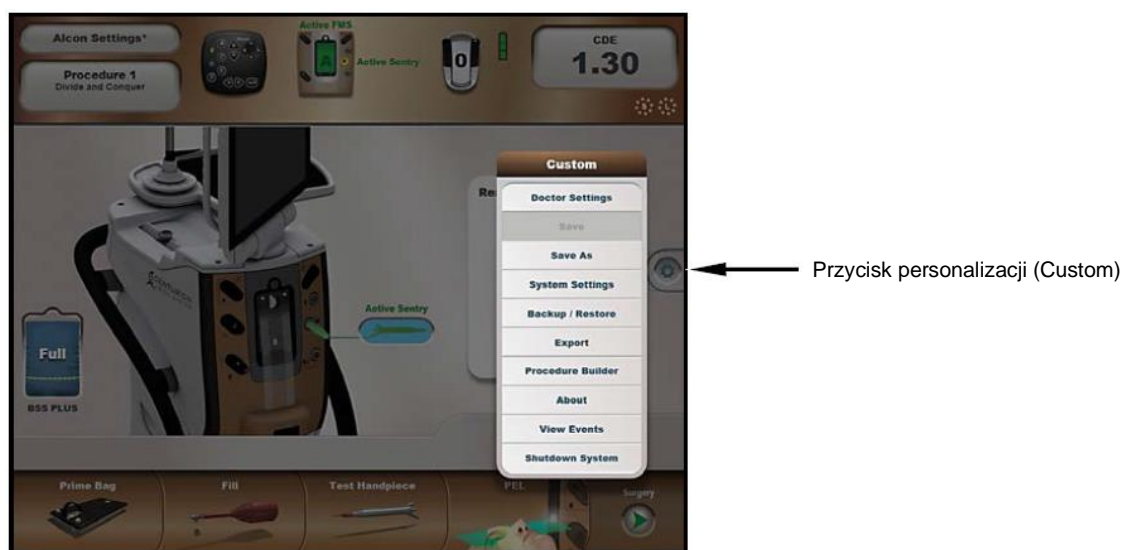 Alcon Settings*
Procedure 1
Divide and Conquer
Active FMS
A
Active Sentry
0
CDE
1.30
Custom
Doctor Settings
Save
Save As
System Settings
Backup / Restore
Export
Procedure Builder
About
View Events
Shutdown System
Przycisk personalizacji (Custom)
Active Sentry
CENTURION
Full
BSS PLUS
Prime Bag
Fill
Test Handpiece
PEL
Surgery